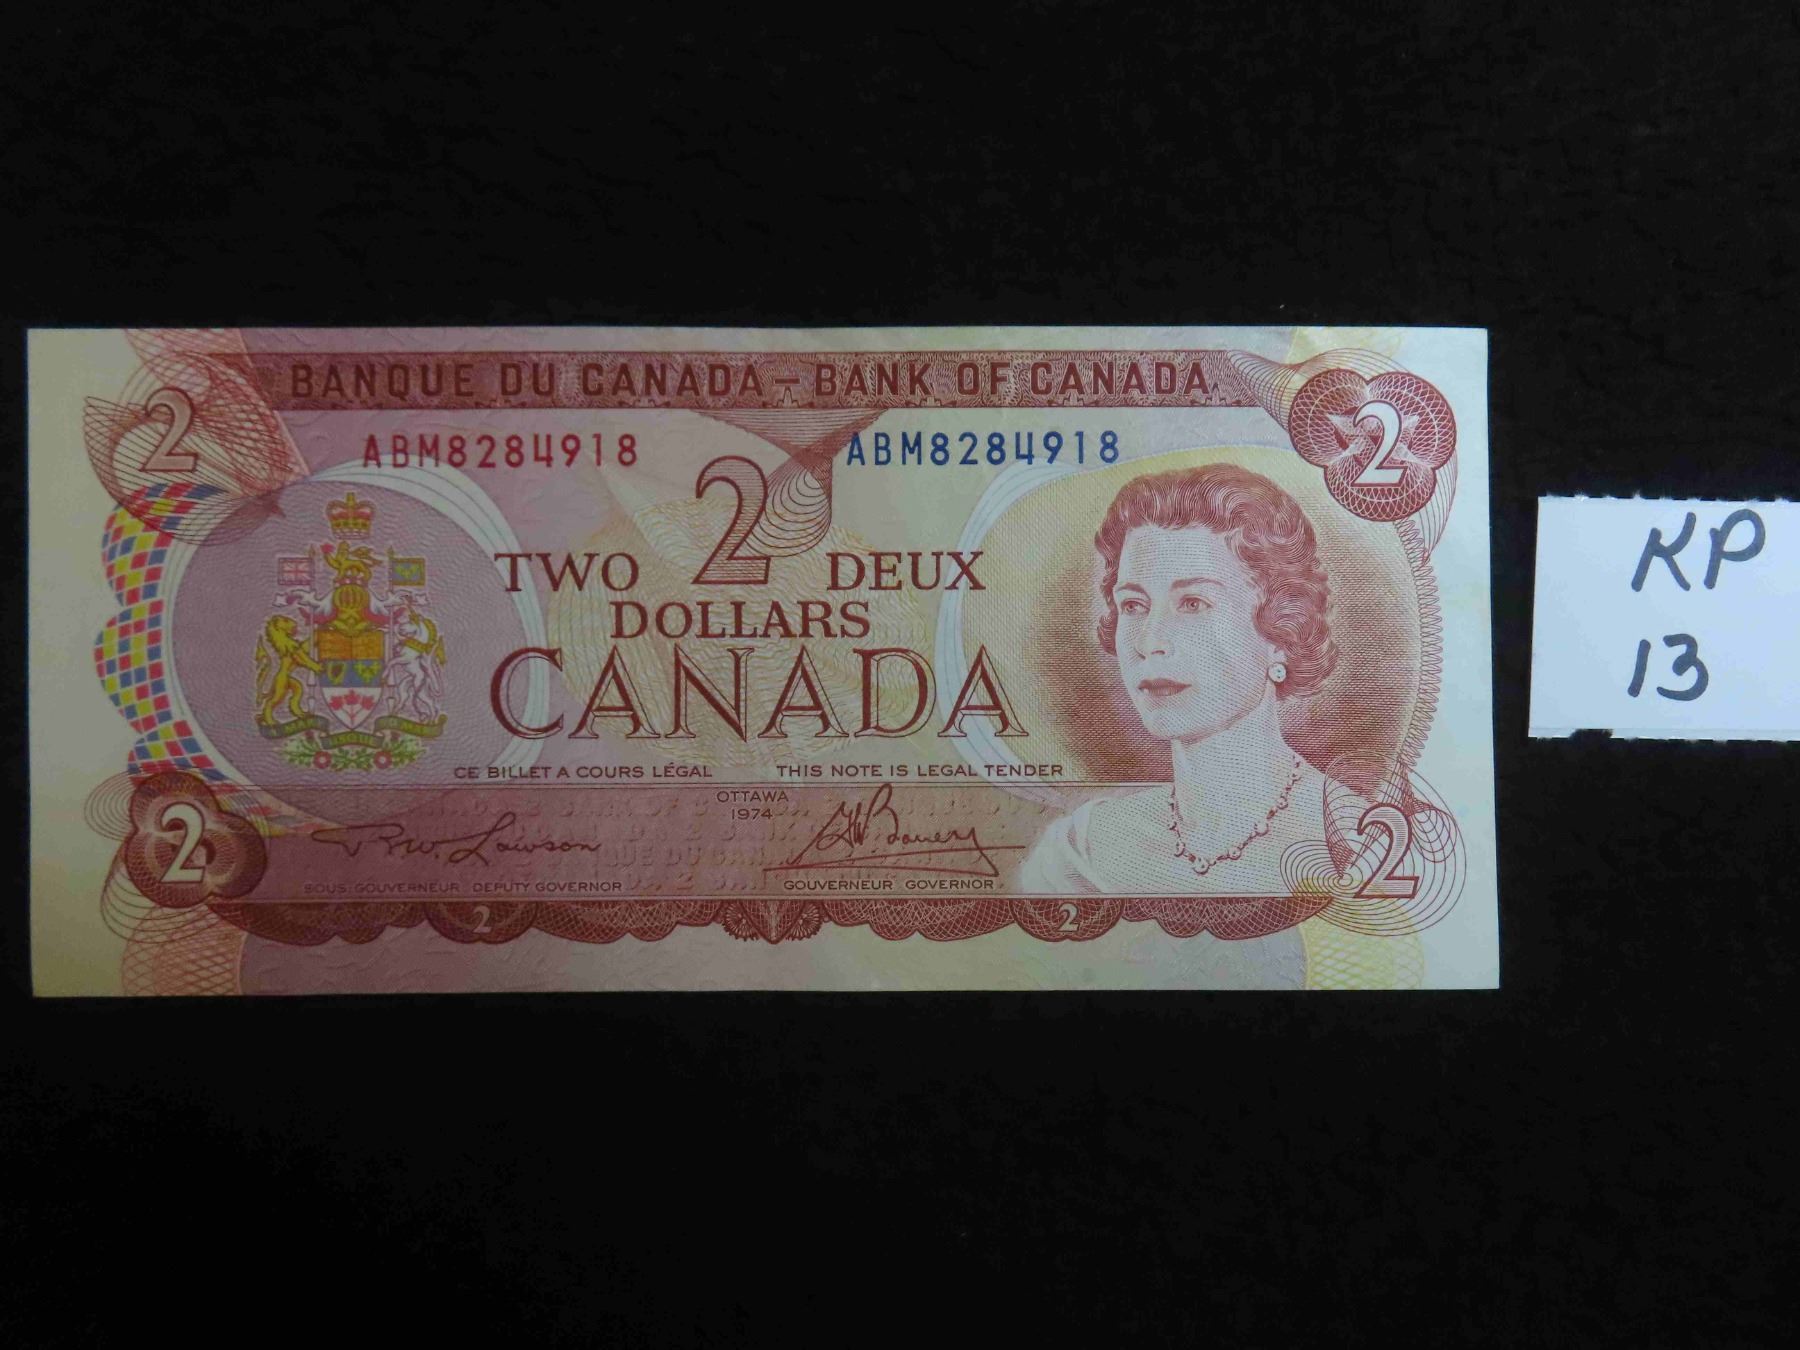 BANQUE DU CANADA – BANK OF CANADA
2
2
ABM8284918 ABM8284918
2
TWO DEUX
DOLLARS
CANADA
CE BILLET A COURS LÉGAL THIS NOTE IS LEGAL TENDER
OTTAWA
1974
R.W. Lawson
SOUS-GOUVERNEUR DEPUTY GOVERNOR
GOUVERNEUR GOVERNOR
2
2
2
2
KP
13